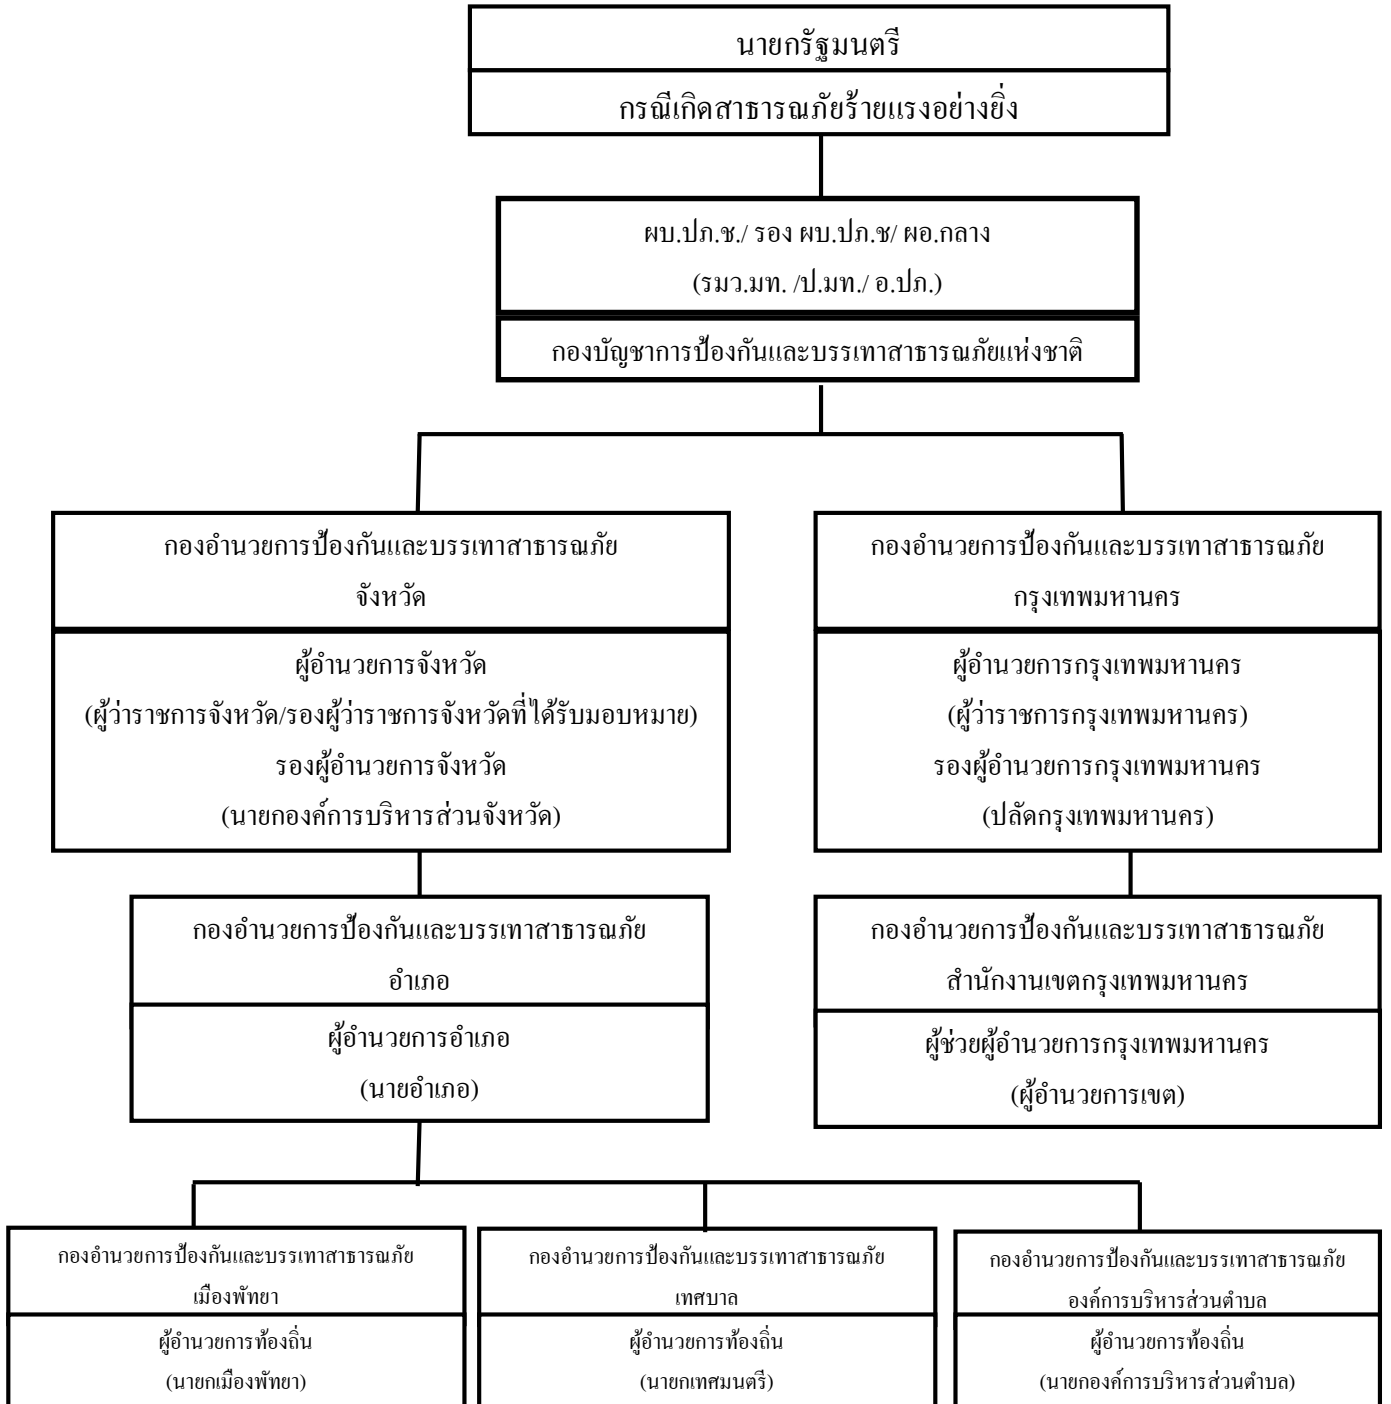 นายกรัฐมนตรี
กรณีเกิดสาธารณภัยร้ายแรงอย่างยิ่ง
ผบ.ปภ.ช./ รอง ผบ.ปภ.ช/ ผอ.กลาง
(รมว.มท. /ป.มท./ อ.ปภ.)
กองบัญชาการป้องกันและบรรเทาสาธารณภัยแห่งชาติ
กองอำนวยการป้องกันและบรรเทาสาธารณภัย
จังหวัด
ผู้อำนวยการจังหวัด
(ผู้ว่าราชการจังหวัด/รองผู้ว่าราชการจังหวัดที่ได้รับมอบหมาย)
รองผู้อำนวยการจังหวัด
(นายกองค์การบริหารส่วนจังหวัด)
กองอำนวยการป้องกันและบรรเทาสาธารณภัย
กรุงเทพมหานคร
ผู้อำนวยการกรุงเทพมหานคร
(ผู้ว่าราชการกรุงเทพมหานคร)
รองผู้อำนวยการกรุงเทพมหานคร
(ปลัดกรุงเทพมหานคร)
กองอำนวยการป้องกันและบรรเทาสาธารณภัย
อำเภอ
ผู้อำนวยการอำเภอ
(นายอำเภอ)
กองอำนวยการป้องกันและบรรเทาสาธารณภัย
สำนักงานเขตกรุงเทพมหานคร
ผู้ช่วยผู้อำนวยการกรุงเทพมหานคร
(ผู้อำนวยการเขต)
กองอำนวยการป้องกันและบรรเทาสาธารณภัย
เมืองพัทยา
ผู้อำนวยการท้องถิ่น
(นายกเมืองพัทยา)
กองอำนวยการป้องกันและบรรเทาสาธารณภัย
เทศบาล
ผู้อำนวยการท้องถิ่น
(นายกเทศมนตรี)
กองอำนวยการป้องกันและบรรเทาสาธารณภัย
องค์การบริหารส่วนตำบล
ผู้อำนวยการท้องถิ่น
(นายกองค์การบริหารส่วนตำบล)